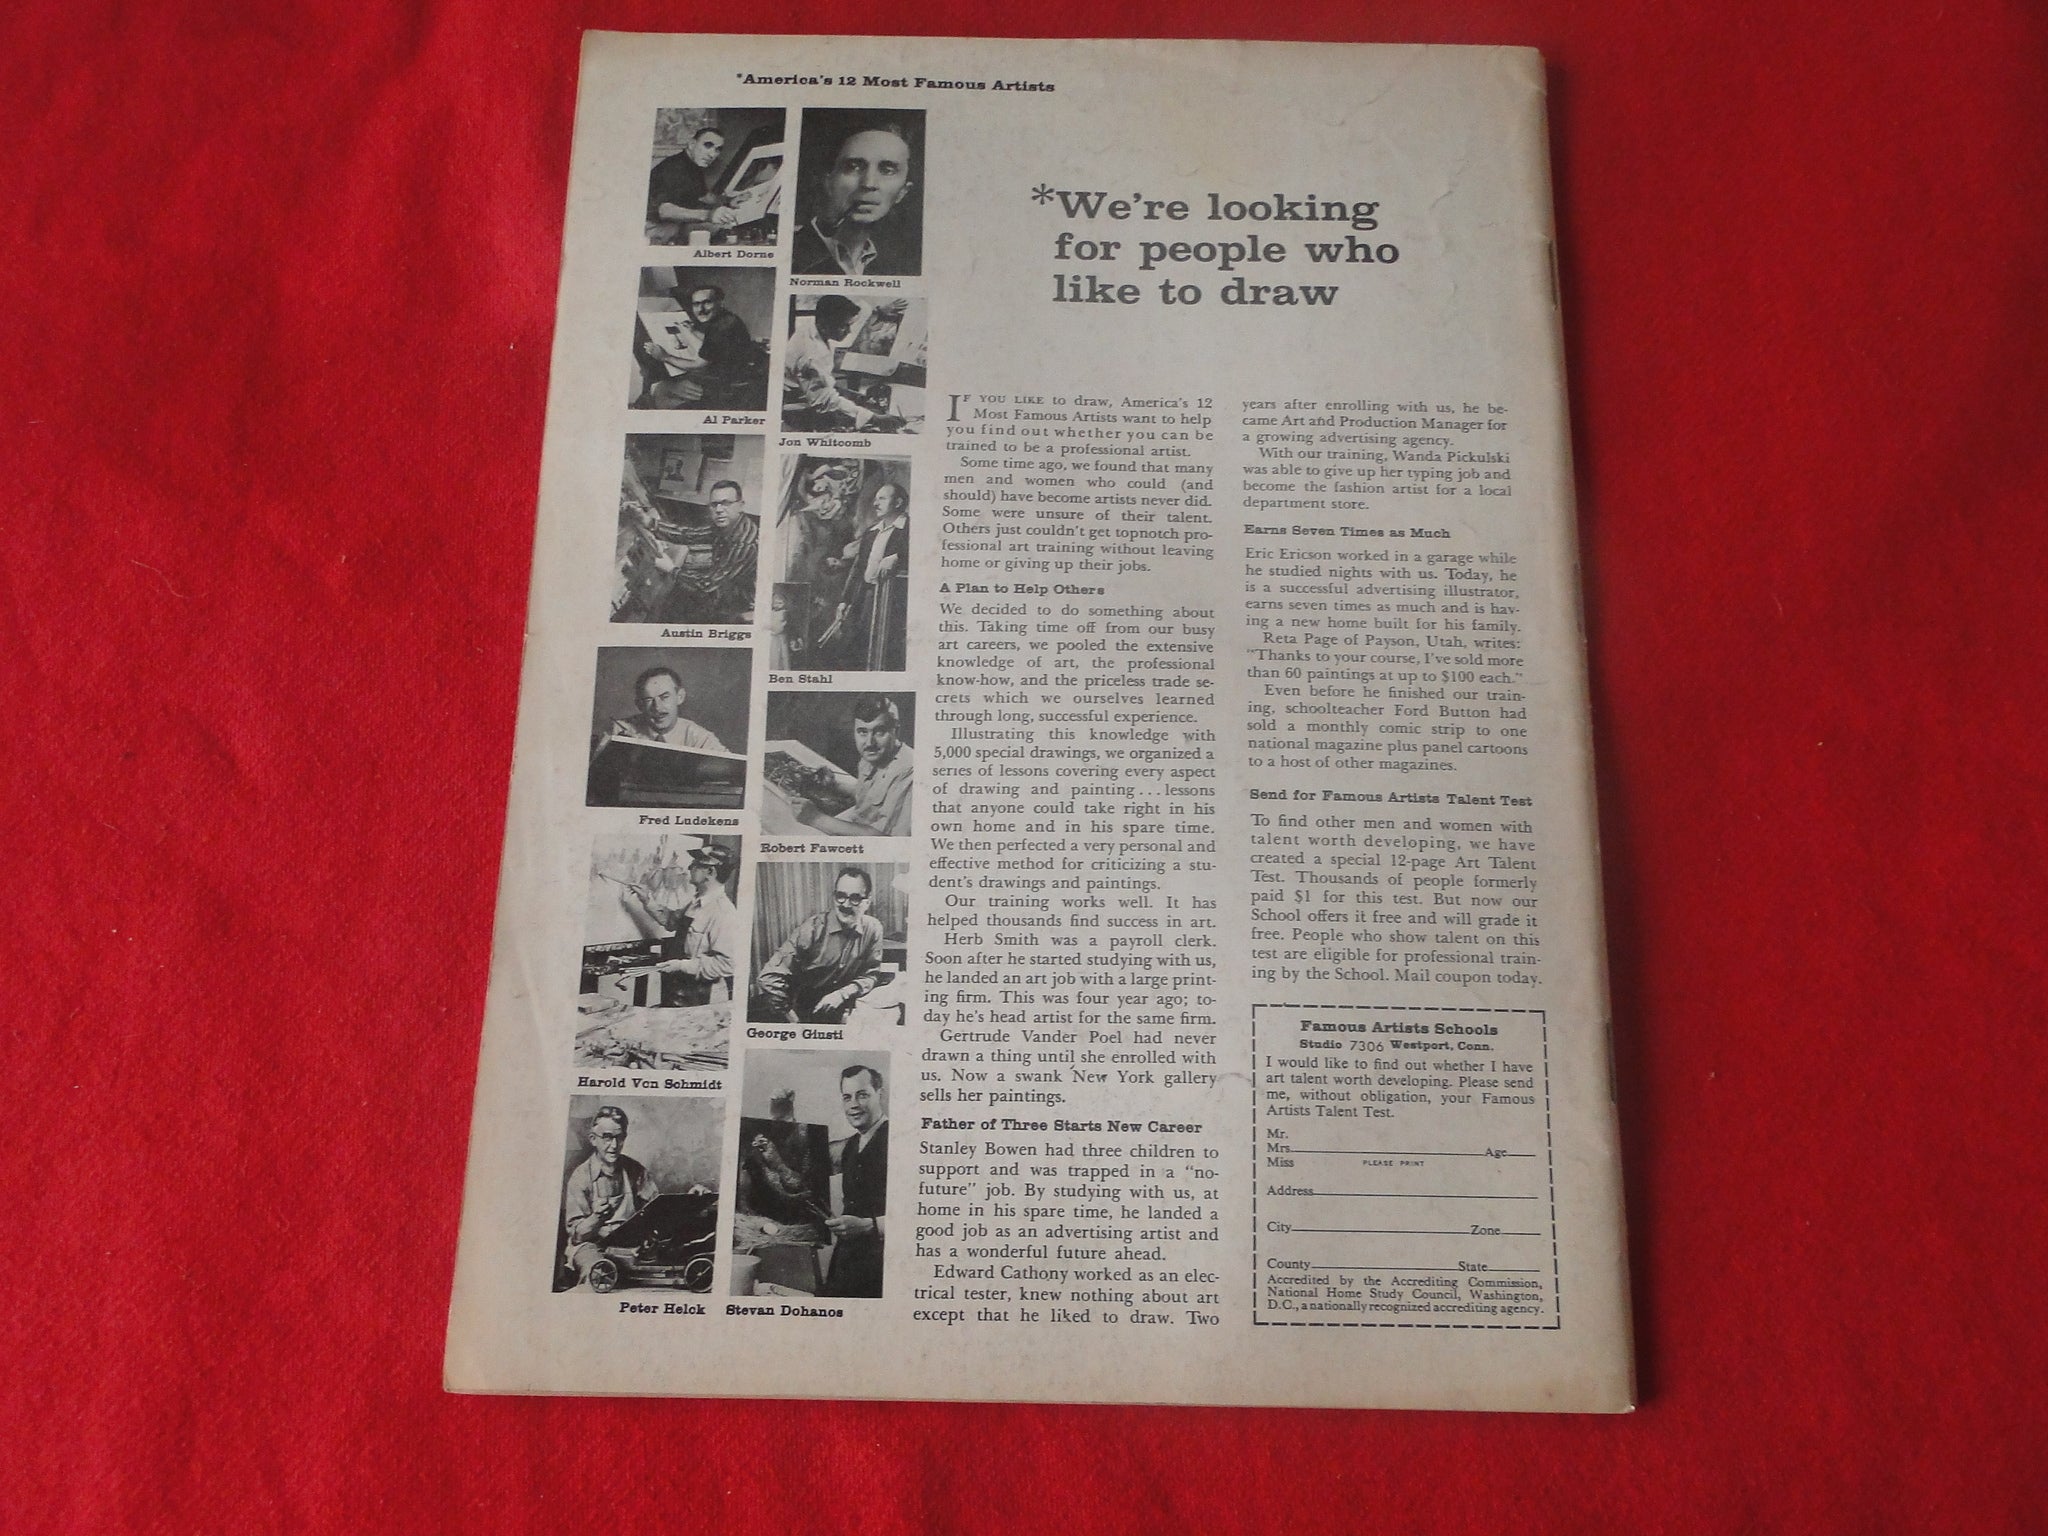 *America's 12 Most Famous Artists
Albert Dorne
Norman Rockwell
Al Parker
Jon Whitcomb
Austin Briggs
Ben Stahl
Fred Ludekens
Robert Fawcett
George Giusti
Harold Von Schmidt
Peter Helck
Stevan Dohanos
*We're looking
for people who
like to draw
IF YOU LIKE to draw, America's 12
Most Famous Artists want to help
you find out whether you can be
trained to be a professional artist.
Some time ago, we found that many
men and women who could (and
should) have become artists never did.
Some were unsure of their talent.
Others just couldn't get topnotch pro-
fessional art training without leaving
home or giving up their jobs.
A Plan to Help Others
We decided to do something about
this. Taking time off from our busy
art careers, we pooled the extensive
knowledge of art, the professional
know-how, and the priceless trade se-
crets which we ourselves learned
through long, successful experience.
Illustrating this knowledge with
5,000 special drawings, we organized a
series of lessons covering every aspect
of drawing and painting . . . lessons
that anyone could take right in his
own home and in his spare time.
We then perfected a very personal and
effective method for criticizing a stu-
dent's drawings and paintings.
Our training works well. It has
helped thousands find success in art.
Herb Smith was a payroll clerk.
Soon after he started studying with us,
he landed an art job with a large print-
ing firm. This was four year ago; to-
day he's head artist for the same firm.
Gertrude Vander Poel had never
drawn a thing until she enrolled with
us. Now a swank New York gallery
sells her paintings.
Father of Three Starts New Career
Stanley Bowen had three children to
support and was trapped in a "no-
future" job. By studying with us, at
home in his spare time, he landed a
good job as an advertising artist and
has a wonderful future ahead.
Edward Cathony worked as an elec-
trical tester, knew nothing about art
except that he liked to draw. Two
years after enrolling with us, he be-
came Art and Production Manager for
a growing advertising agency.
With our training, Wanda Pickulski
was able to give up her typing job and
become the fashion artist for a local
department store.
Earns Seven Times as Much
Eric Ericson worked in a garage while
he studied nights with us. Today, he
is a successful advertising illustrator,
earns seven times as much and is hav-
ing a new home built for his family.
Reta Page of Payson, Utah, writes:
"Thanks to your course, I've sold more
than 60 paintings at up to $100 each."
Even before he finished our train-
ing, schoolteacher Ford Button had
sold a monthly comic strip to one
national magazine plus panel cartoons
to a host of other magazines.
Send for Famous Artists Talent Test
To find other men and women with
talent worth developing, we have
created a special 12-page Art Talent
Test. Thousands of people formerly
paid $1 for this test. But now our
School offers it free and will grade it
free. People who show talent on this
test are eligible for professional train-
ing by the School. Mail coupon today.
Famous Artists Schools
Studio 7306 Westport, Conn.
I would like to find out whether I have
art talent worth developing. Please send
me, without obligation, your Famous
Artists Talent Test.
Mr.
Mrs. Age
Miss PLEASE PRINT
Address
City Zone
County State
Accredited by the Accrediting Commission,
National Home Study Council, Washington,
D.C., a nationally recognized accrediting agency.